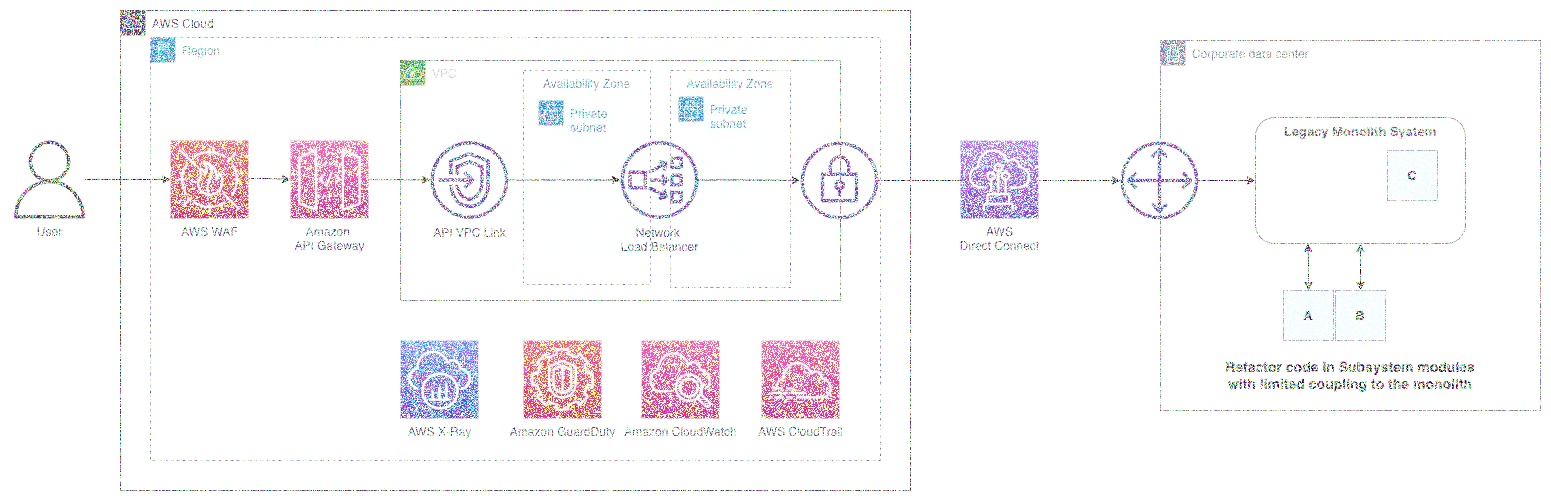 AWS Cloud
Region
VPC
Availability Zone
Private
subnet
Availability Zone
Private
subnet
Corporate data center
Legacy Monolith System
C
User
AWS WAF
Amazon
API Gateway
API VPC Link
Network
Load Balancer
AWS
Direct Connect
A
B
Refactor code in Subsystem modules
with limited coupling to the monolith
AWS X-Ray
Amazon GuardDuty
Amazon CloudWatch
AWS CloudTrail